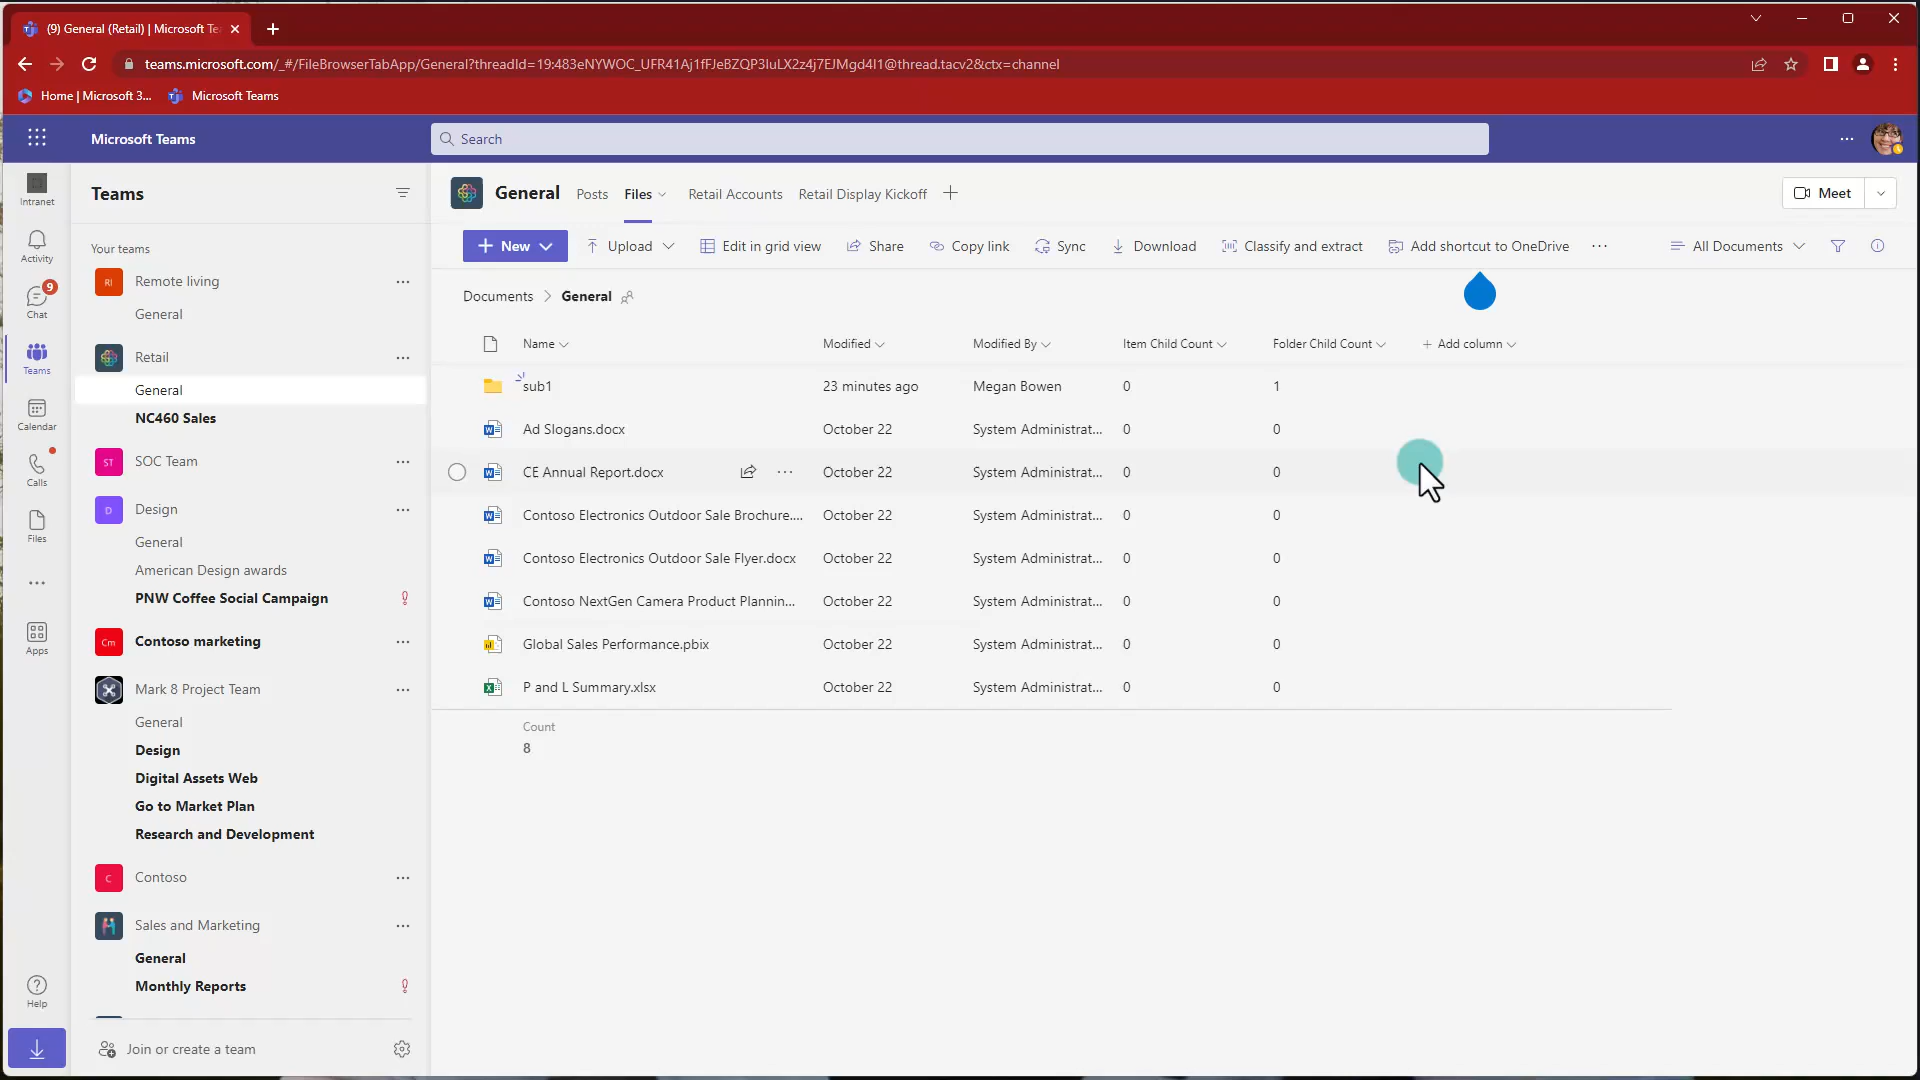 (9) General (Retail) | Microsoft Te
teams.microsoft.com/_#/FileBrowserTabApp/General?threadId=19:483eNYWOC_UFR41Aj1fFJeBZQP3IuLX2z4j7EJMgd4I1@thread.tacv2&ctx=channel
Home | Microsoft 3...
Microsoft Teams
Microsoft Teams
Search
Intranet
Activity
9
Chat
Teams
Calendar
Calls
Files
Apps
Help
Teams
Your teams
RI
Remote living
General
Retail
General
NC460 Sales
ST
SOC Team
D
Design
General
American Design awards
PNW Coffee Social Campaign
Cm
Contoso marketing
Mark 8 Project Team
General
Design
Digital Assets Web
Go to Market Plan
Research and Development
C
Contoso
Sales and Marketing
General
Monthly Reports
Join or create a team
General
Posts
Files
Retail Accounts
Retail Display Kickoff
Meet
New
Upload
Edit in grid view
Share
Copy link
Sync
Download
Classify and extract
Add shortcut to OneDrive
All Documents
Documents > General
Name Modified Modified By Item Child Count Folder Child Count + Add column
sub1 23 minutes ago Megan Bowen 0 1
Ad Slogans.docx October 22 System Administrat... 0 0
CE Annual Report.docx October 22 System Administrat... 0 0
Contoso Electronics Outdoor Sale Brochure.... October 22 System Administrat... 0 0
Contoso Electronics Outdoor Sale Flyer.docx October 22 System Administrat... 0 0
Contoso NextGen Camera Product Plannin... October 22 System Administrat... 0 0
Global Sales Performance.pbix October 22 System Administrat... 0 0
P and L Summary.xlsx October 22 System Administrat... 0 0
Count
8